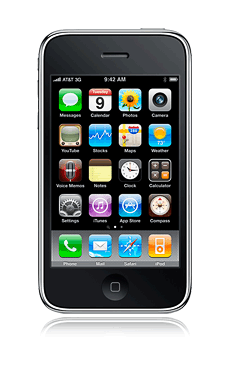 AT&T 3G 9:42 AM
Tuesday
9
Messages Calendar Photos Camera
73°
YouTube Stocks Maps Weather
Voice Memos Notes Clock Calculator
Settings iTunes App Store Compass
Phone Mail Safari iPod